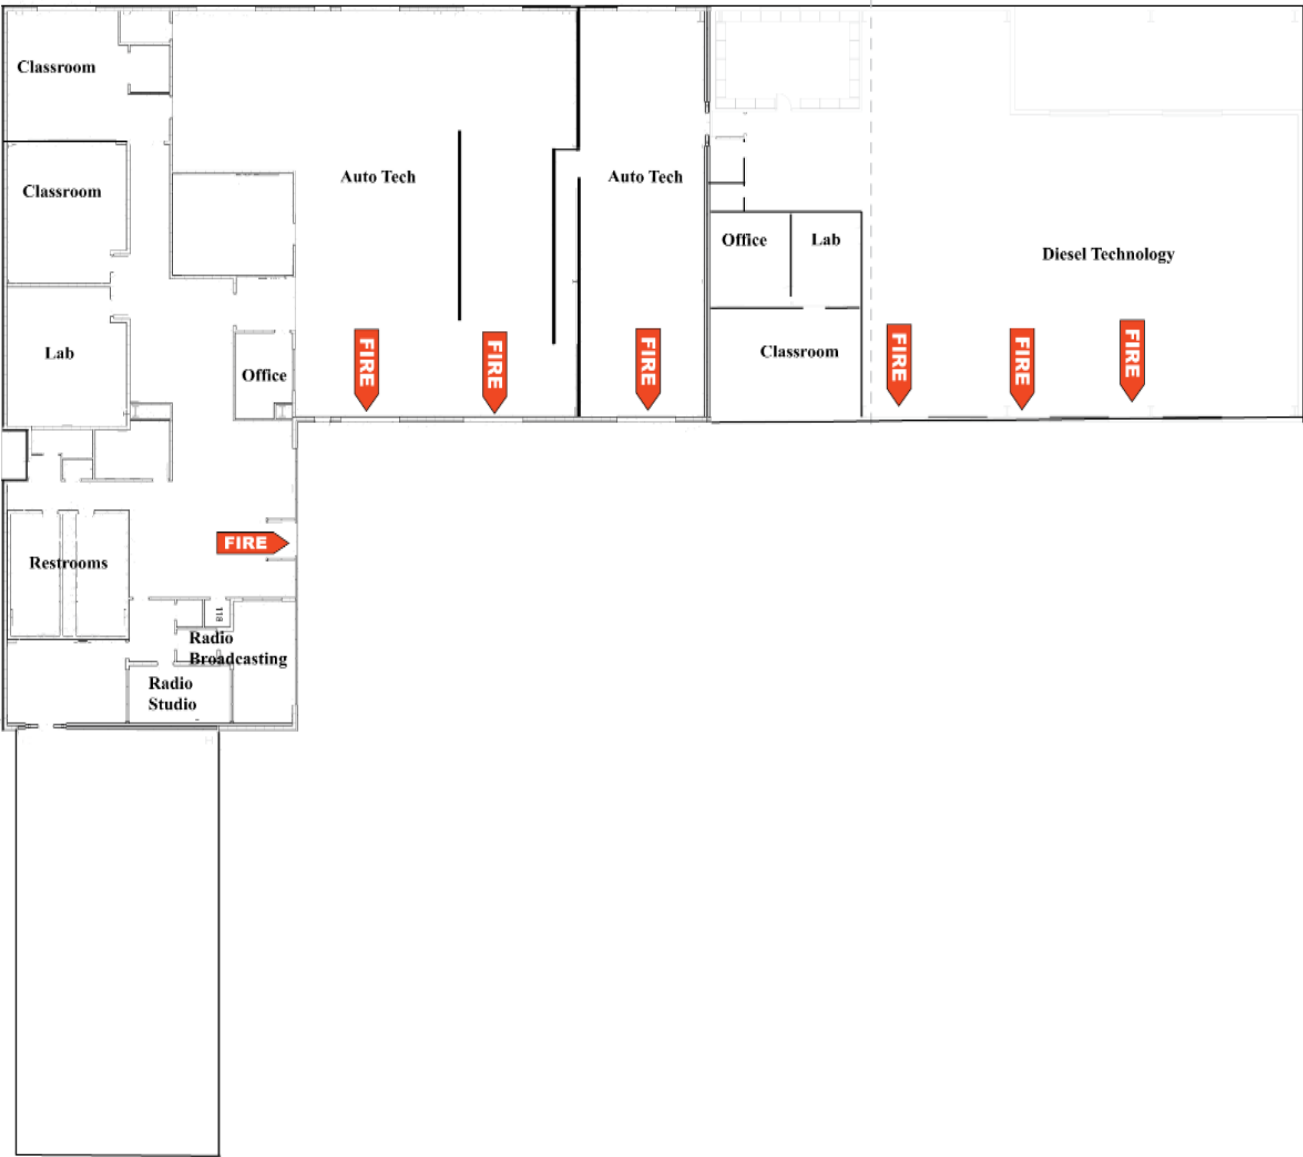 Classroom
Classroom
Auto Tech
Auto Tech
Office
Lab
Diesel Technology
Lab
Office
Classroom
FIRE
FIRE
FIRE
FIRE
FIRE
FIRE
FIRE
Restrooms
118
Radio
Broadcasting
Radio
Studio